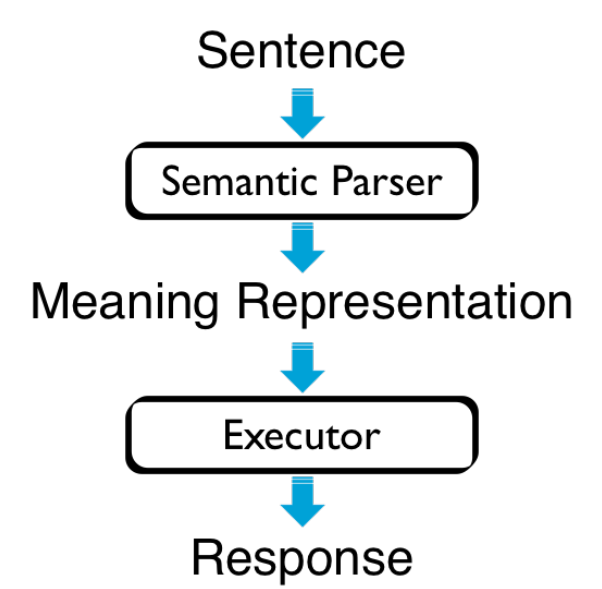 Sentence
Semantic Parser
Meaning Representation
Executor
Response